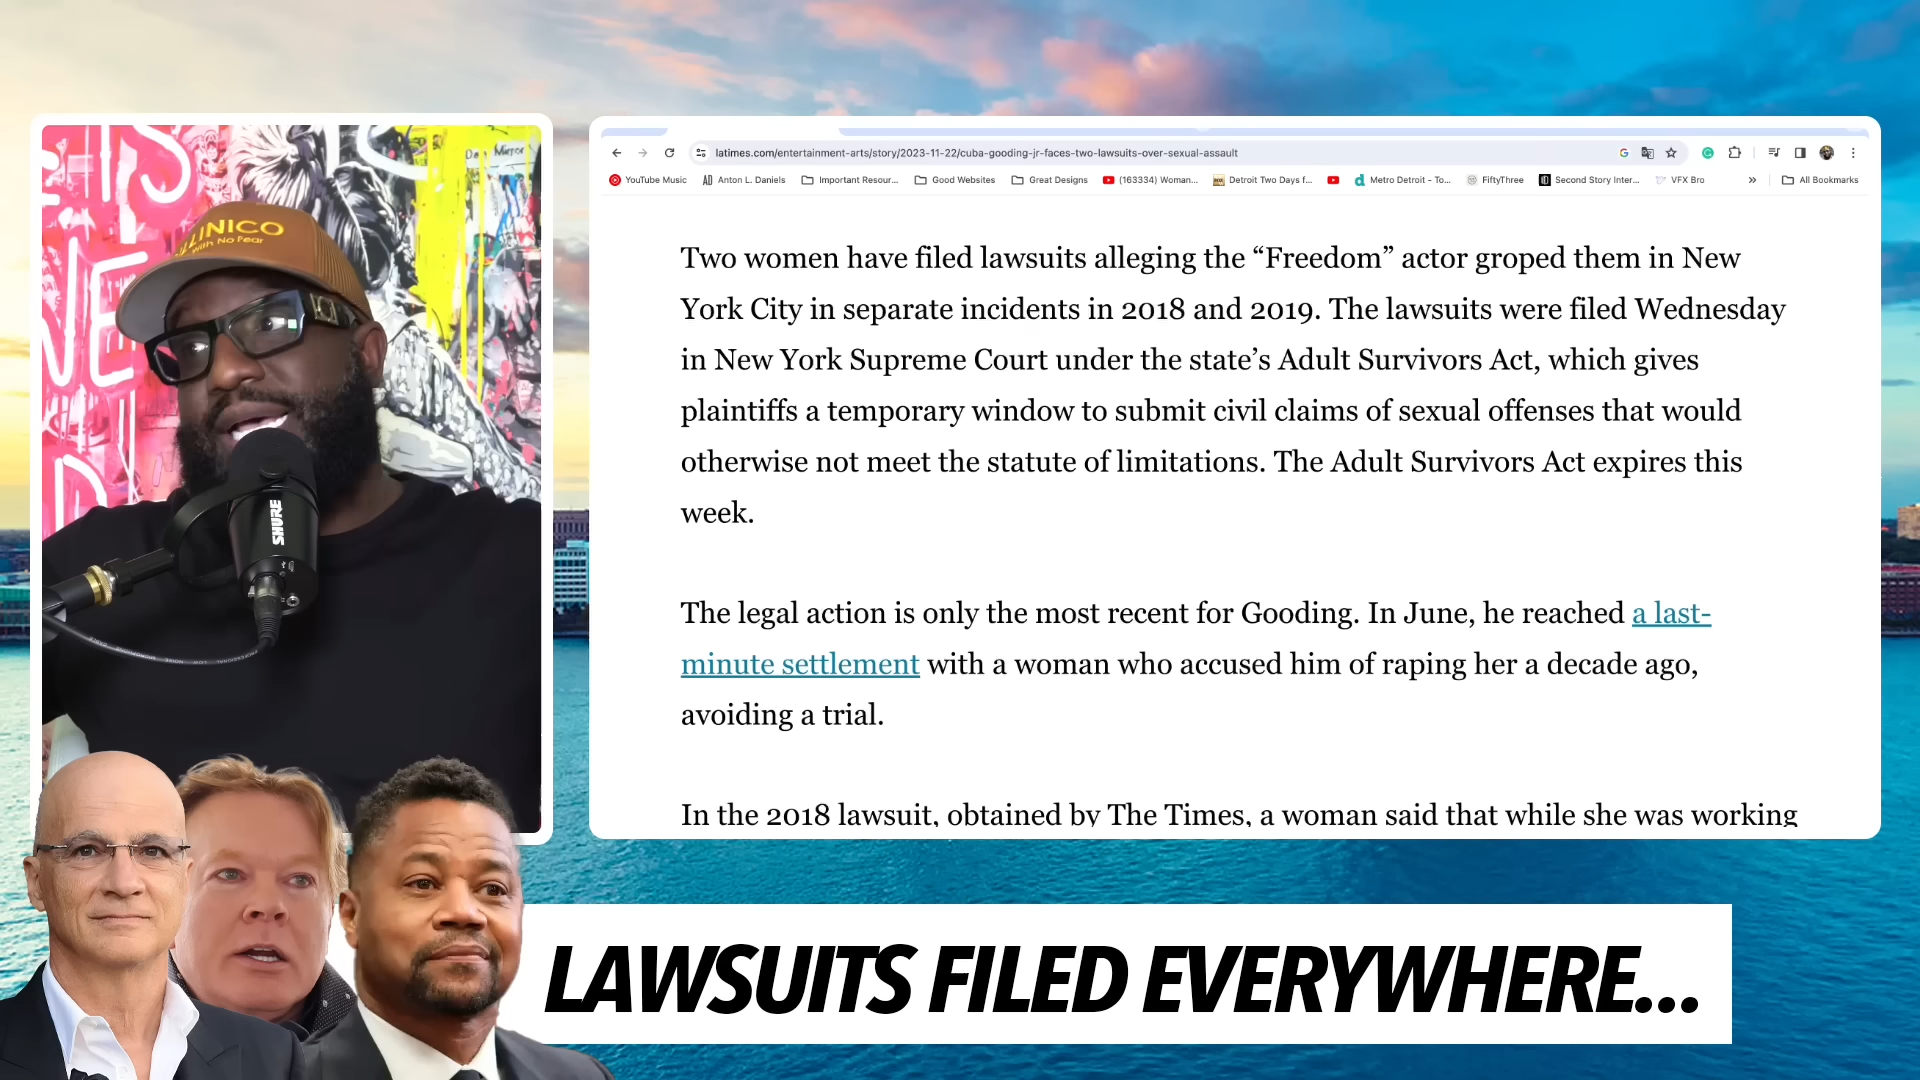 LLINICO
With No Fear
SHURE
latimes.com/entertainment-arts/story/2023-11-22/cuba-gooding-jr-faces-two-lawsuits-over-sexual-assault
YouTube Music
Anton L. Daniels
Important Resour...
Good Websites
Great Designs
(163334) Woman...
Detroit Two Days f...
Metro Detroit - To...
FiftyThree
Second Story Inter...
VFX Bro
»
All Bookmarks
Two women have filed lawsuits alleging the “Freedom” actor groped them in New
York City in separate incidents in 2018 and 2019. The lawsuits were filed Wednesday
in New York Supreme Court under the state’s Adult Survivors Act, which gives
plaintiffs a temporary window to submit civil claims of sexual offenses that would
otherwise not meet the statute of limitations. The Adult Survivors Act expires this
week.
The legal action is only the most recent for Gooding. In June, he reached a last-
minute settlement with a woman who accused him of raping her a decade ago,
avoiding a trial.
In the 2018 lawsuit, obtained by The Times, a woman said that while she was working
LAWSUITS FILED EVERYWHERE...